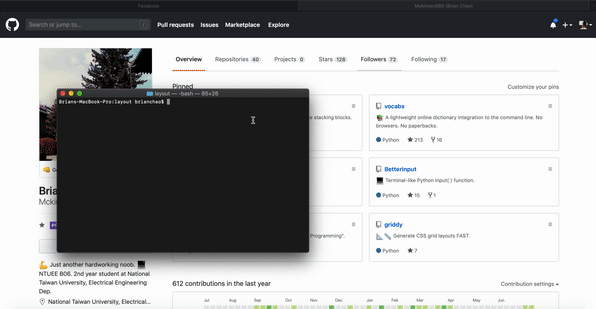 Facebook
Mckinsey666 (Brian Chao)
Search or jump to...
/
Pull requests Issues Marketplace Explore
Overview Repositories 40 Projects 0 Stars 128 Followers 72 Following 17
Pinned
Customize your pins
layout — -bash — 85×26
Brians-MacBook-Pro:layout brianchao$
e stacking blocks.
vocabs
A lightweight online dictionary integration to the command line. No
browsers. No paperbacks.
Python 213 16
BetterInput
Terminal-like Python input( ) function.
Python 15 1
Programming".
griddy
Generate CSS grid layouts FAST.
Python 7
Bri
Mckin
Just another hardworking noob.
NTUEE B06. 2nd year student at National
Taiwan University, Electrical Engineering
Dep.
National Taiwan University, Electrical...
612 contributions in the last year
Contribution settings
Jul Aug Sep Oct Nov Dec Jan Feb Mar Apr May Jun